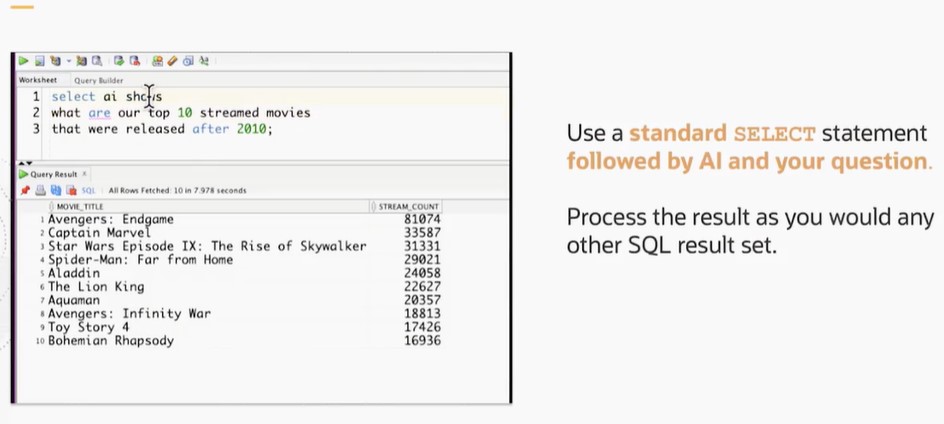 Worksheet Query Builder
1 select ai
2 what are our top 10 streamed movies
3 that were released after 2010;
Query Result x
SQL | All Rows Fetched: 10 in 7.978 seconds
MOVIE_TITLE STREAM_COUNT
1 Avengers: Endgame 81074
2 Captain Marvel 33587
3 Star Wars Episode IX: The Rise of Skywalker 31331
4 Spider-Man: Far from Home 29021
5 Aladdin 24058
6 The Lion King 22627
7 Aquaman 20357
8 Avengers: Infinity War 18813
9 Toy Story 4 17426
10 Bohemian Rhapsody 16936
Use a standard SELECT statement
followed by AI and your question.
Process the result as you would any
other SQL result set.